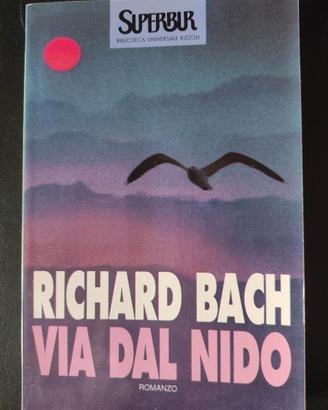 SUPERBUR
BIBLIOTECA UNIVERSALE RIZZOLI
RICHARD BACH
VIA DAL NIDO
ROMANZO